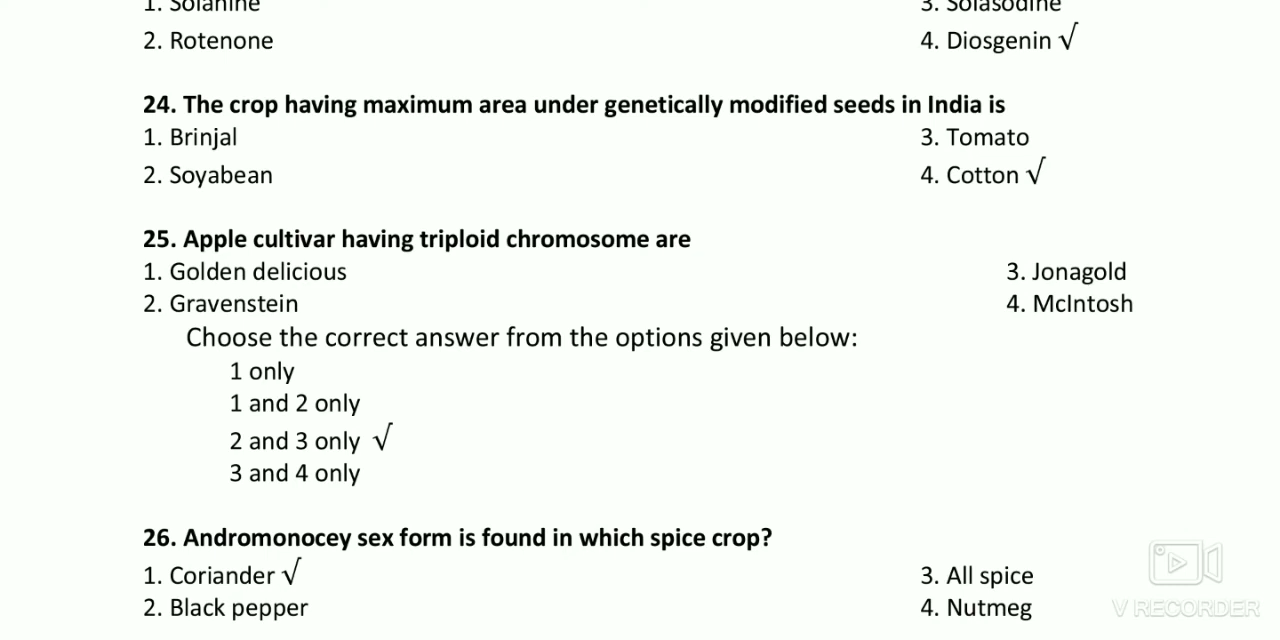 1. Solanine 3. Solasodine
2. Rotenone 4. Diosgenin √
24. The crop having maximum area under genetically modified seeds in India is
1. Brinjal 3. Tomato
2. Soyabean 4. Cotton √
25. Apple cultivar having triploid chromosome are
1. Golden delicious 3. Jonagold
2. Gravenstein 4. McIntosh
Choose the correct answer from the options given below:
1 only
1 and 2 only
2 and 3 only √
3 and 4 only
26. Andromonocey sex form is found in which spice crop?
1. Coriander √ 3. All spice
2. Black pepper 4. Nutmeg
V RECORDER